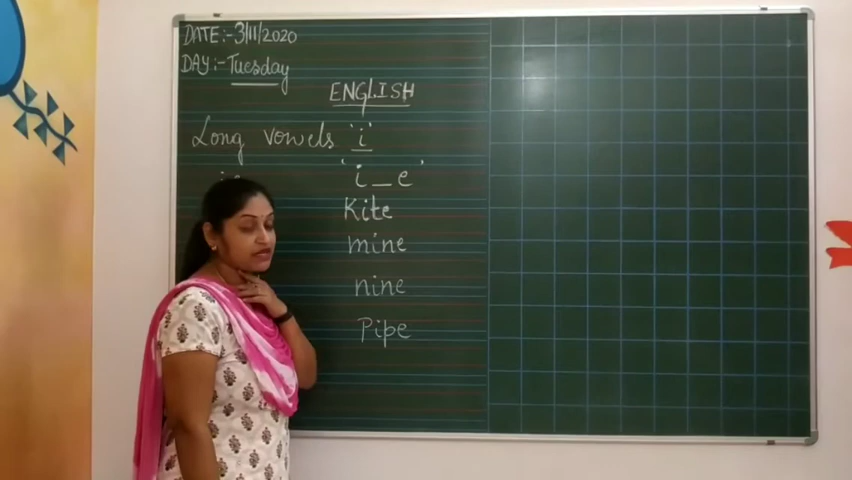 DATE:- 3/11/2020
DAY:- Tuesday
ENGLISH
Long vowels 'i'
'i_e'
Kite
mine
nine
Pipe